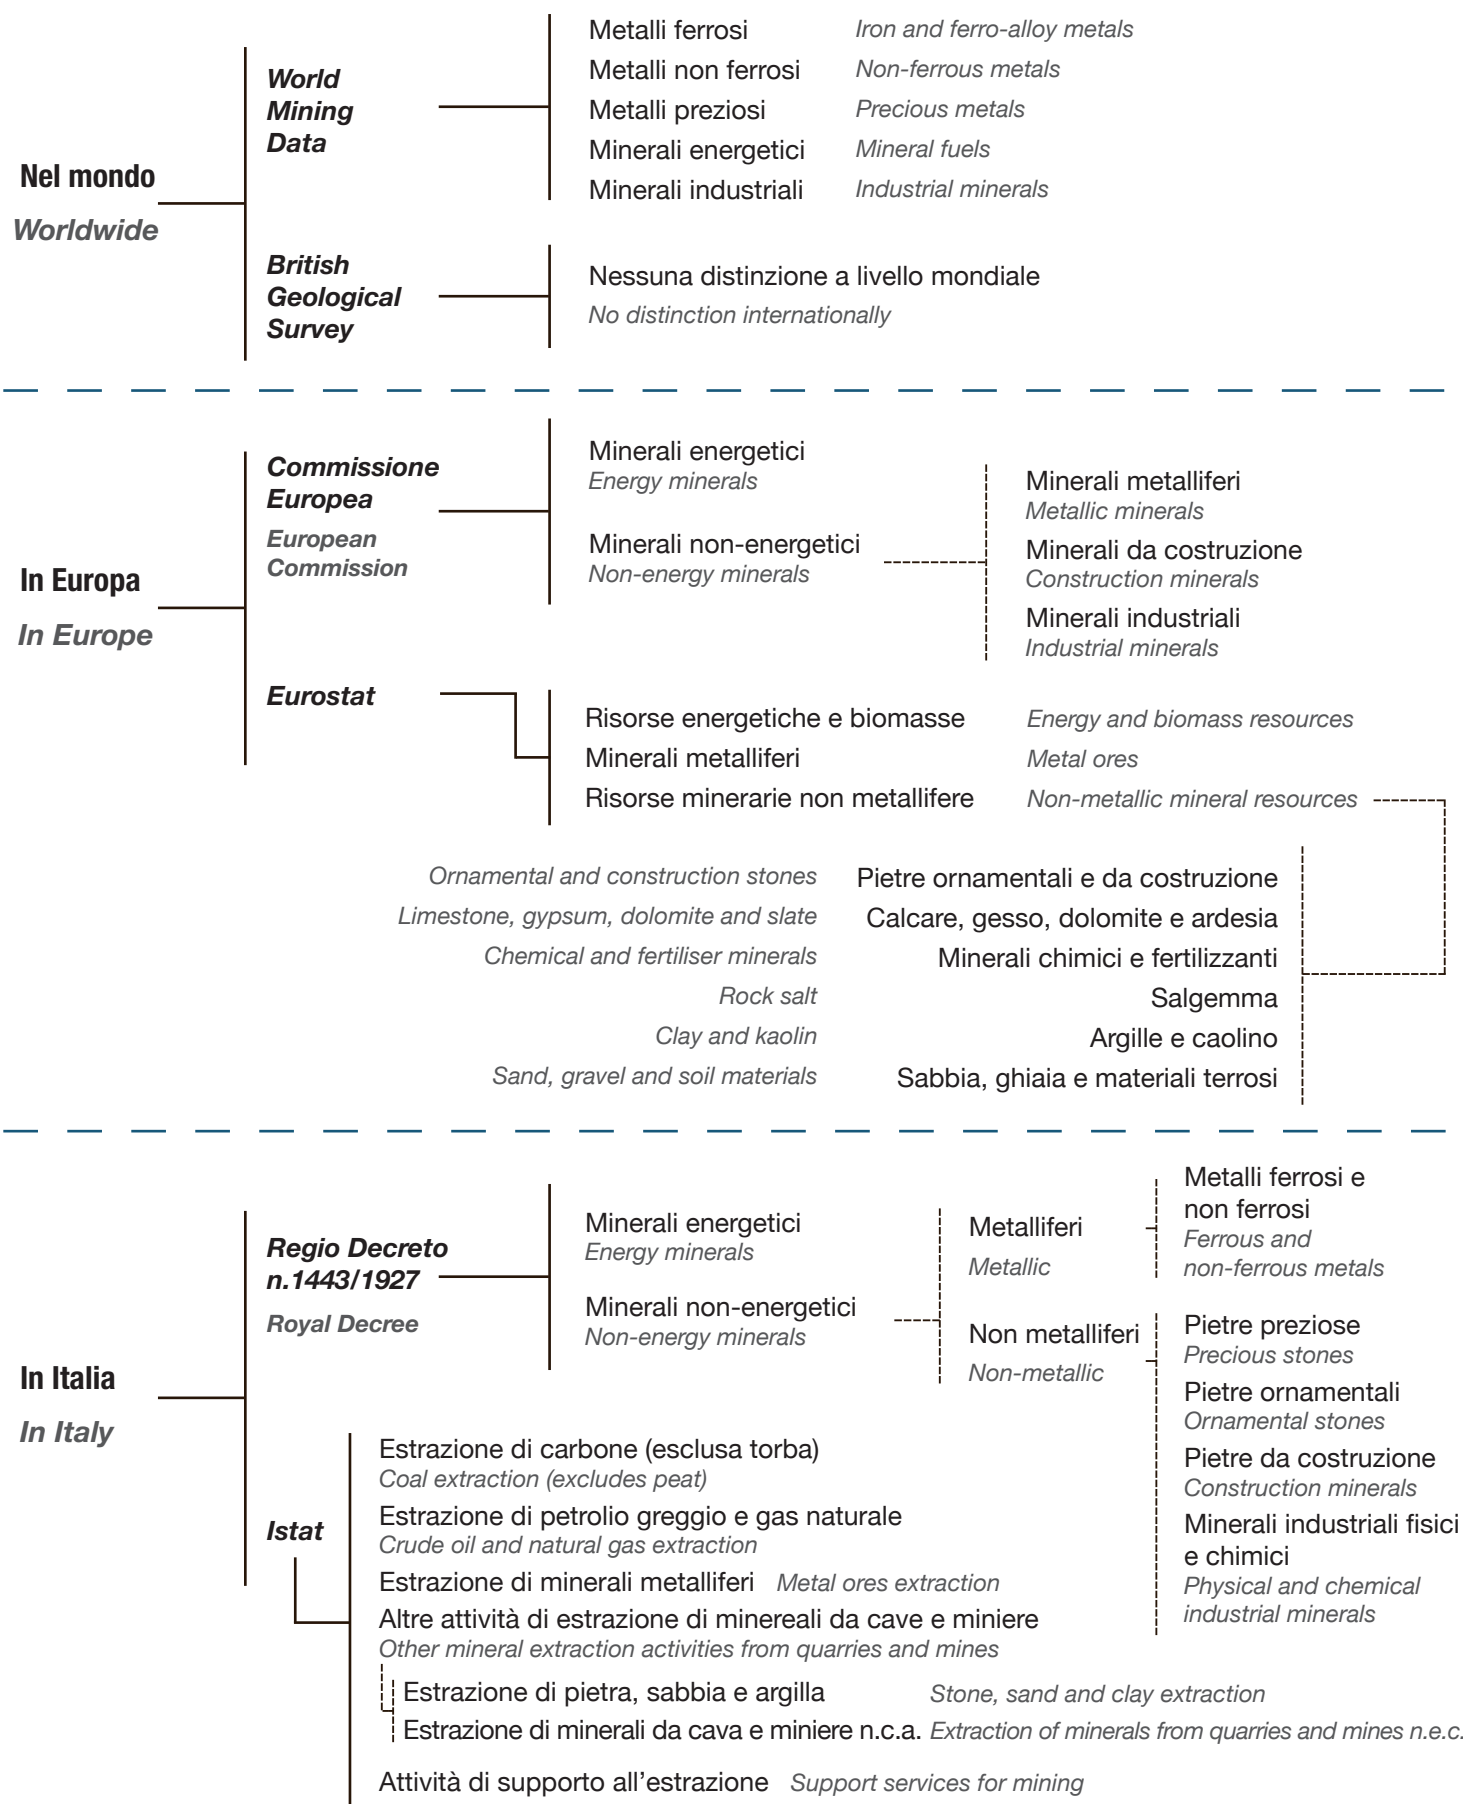 Nel mondo
Worldwide
World
Mining
Data
Metalli ferrosi Iron and ferro-alloy metals
Metalli non ferrosi Non-ferrous metals
Metalli preziosi Precious metals
Minerali energetici Mineral fuels
Minerali industriali Industrial minerals
British
Geological
Survey
Nessuna distinzione a livello mondiale
No distinction internationally
In Europa
In Europe
Commissione
Europea
European
Commission
Minerali energetici
Energy minerals
Minerali non-energetici
Non-energy minerals
Minerali metalliferi
Metallic minerals
Minerali da costruzione
Construction minerals
Minerali industriali
Industrial minerals
Eurostat
Risorse energetiche e biomasse Energy and biomass resources
Minerali metalliferi Metal ores
Risorse minerarie non metallifere Non-metallic mineral resources
Ornamental and construction stones Pietre ornamentali e da costruzione
Limestone, gypsum, dolomite and slate Calcare, gesso, dolomite e ardesia
Chemical and fertiliser minerals Minerali chimici e fertilizzanti
Rock salt Salgemma
Clay and kaolin Argille e caolino
Sand, gravel and soil materials Sabbia, ghiaia e materiali terrosi
In Italia
In Italy
Regio Decreto
n.1443/1927
Royal Decree
Minerali energetici
Energy minerals
Minerali non-energetici
Non-energy minerals
Metalliferi
Metallic
Metalli ferrosi e
non ferrosi
Ferrous and
non-ferrous metals
Non metalliferi
Non-metallic
Pietre preziose
Precious stones
Pietre ornamentali
Ornamental stones
Pietre da costruzione
Construction minerals
Minerali industriali fisici
e chimici
Physical and chemical
industrial minerals
Istat
Estrazione di carbone (esclusa torba)
Coal extraction (excludes peat)
Estrazione di petrolio greggio e gas naturale
Crude oil and natural gas extraction
Estrazione di minerali metalliferi Metal ores extraction
Altre attività di estrazione di minereali da cave e miniere
Other mineral extraction activities from quarries and mines
Estrazione di pietra, sabbia e argilla Stone, sand and clay extraction
Estrazione di minerali da cava e miniere n.c.a. Extraction of minerals from quarries and mines n.e.c.
Attività di supporto all'estrazione Support services for mining